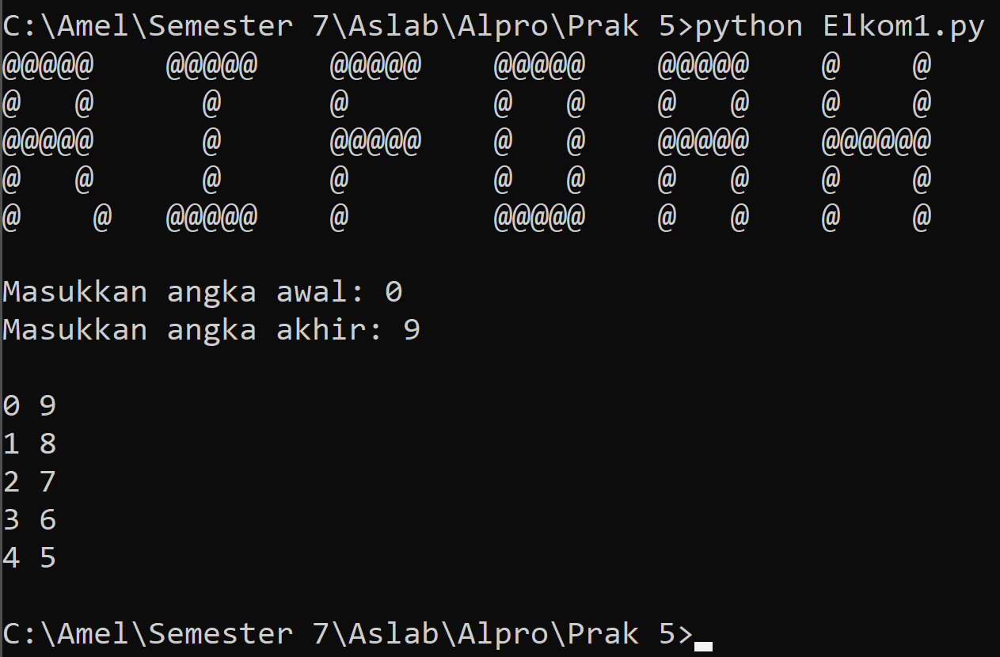 C:\Amel\Semester 7\Aslab\Alpro\Prak 5>python Elkom1.py
@@@@@    @@@@@    @@@@@    @@@@@    @@@@@    @    @
@   @      @      @        @   @    @   @    @    @
@@@@@      @      @@@@@    @   @    @@@@@    @@@@@@
@   @      @      @        @   @    @   @    @    @
@    @   @@@@@    @        @@@@@    @   @    @    @
Masukkan angka awal: 0
Masukkan angka akhir: 9
0 9
1 8
2 7
3 6
4 5
C:\Amel\Semester 7\Aslab\Alpro\Prak 5>